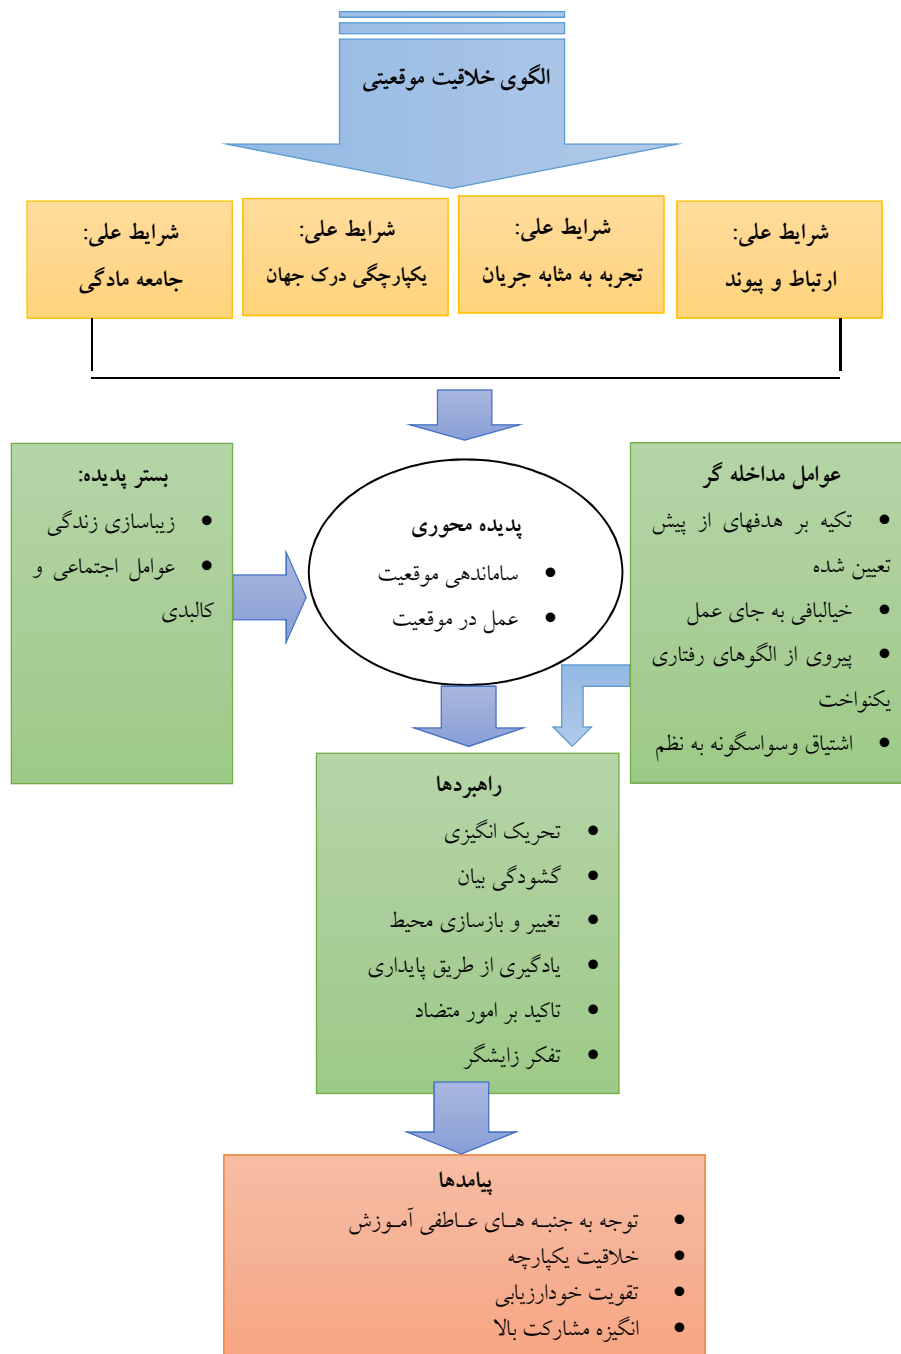 الگوی خلاقیت موقعیتی
شرایط علی:
ارتباط و پیوند
شرایط علی:
تجربه به مثابه جریان
شرایط علی:
یکپارچگی درک جهان
شرایط علی:
جامعه مادگی
عوامل مداخله گر
• تکیه بر هدفهای از پیش
تعیین شده
• خیالبافی به جای عمل
• پیروی از الگوهای رفتاری
یکنواخت
• اشتیاق وسواسگونه به نظم
پدیده محوری
• ساماندهی موقعیت
• عمل در موقعیت
بستر پدیده:
• زیباسازی زندگی
• عوامل اجتماعی و
کالبدی
راهبردها
• تحریک انگیزی
• گشودگی بیان
• تغییر و بازسازی محیط
• یادگیری از طریق پایداری
• تاکید بر امور متضاد
• تفکر زایشگر
پیامدها
• توجه به جنبـه هـای عـاطفی آمـوزش
• خلاقیت یکپارچه
• تقویت خودارزیابی
• انگیزه مشارکت بالا